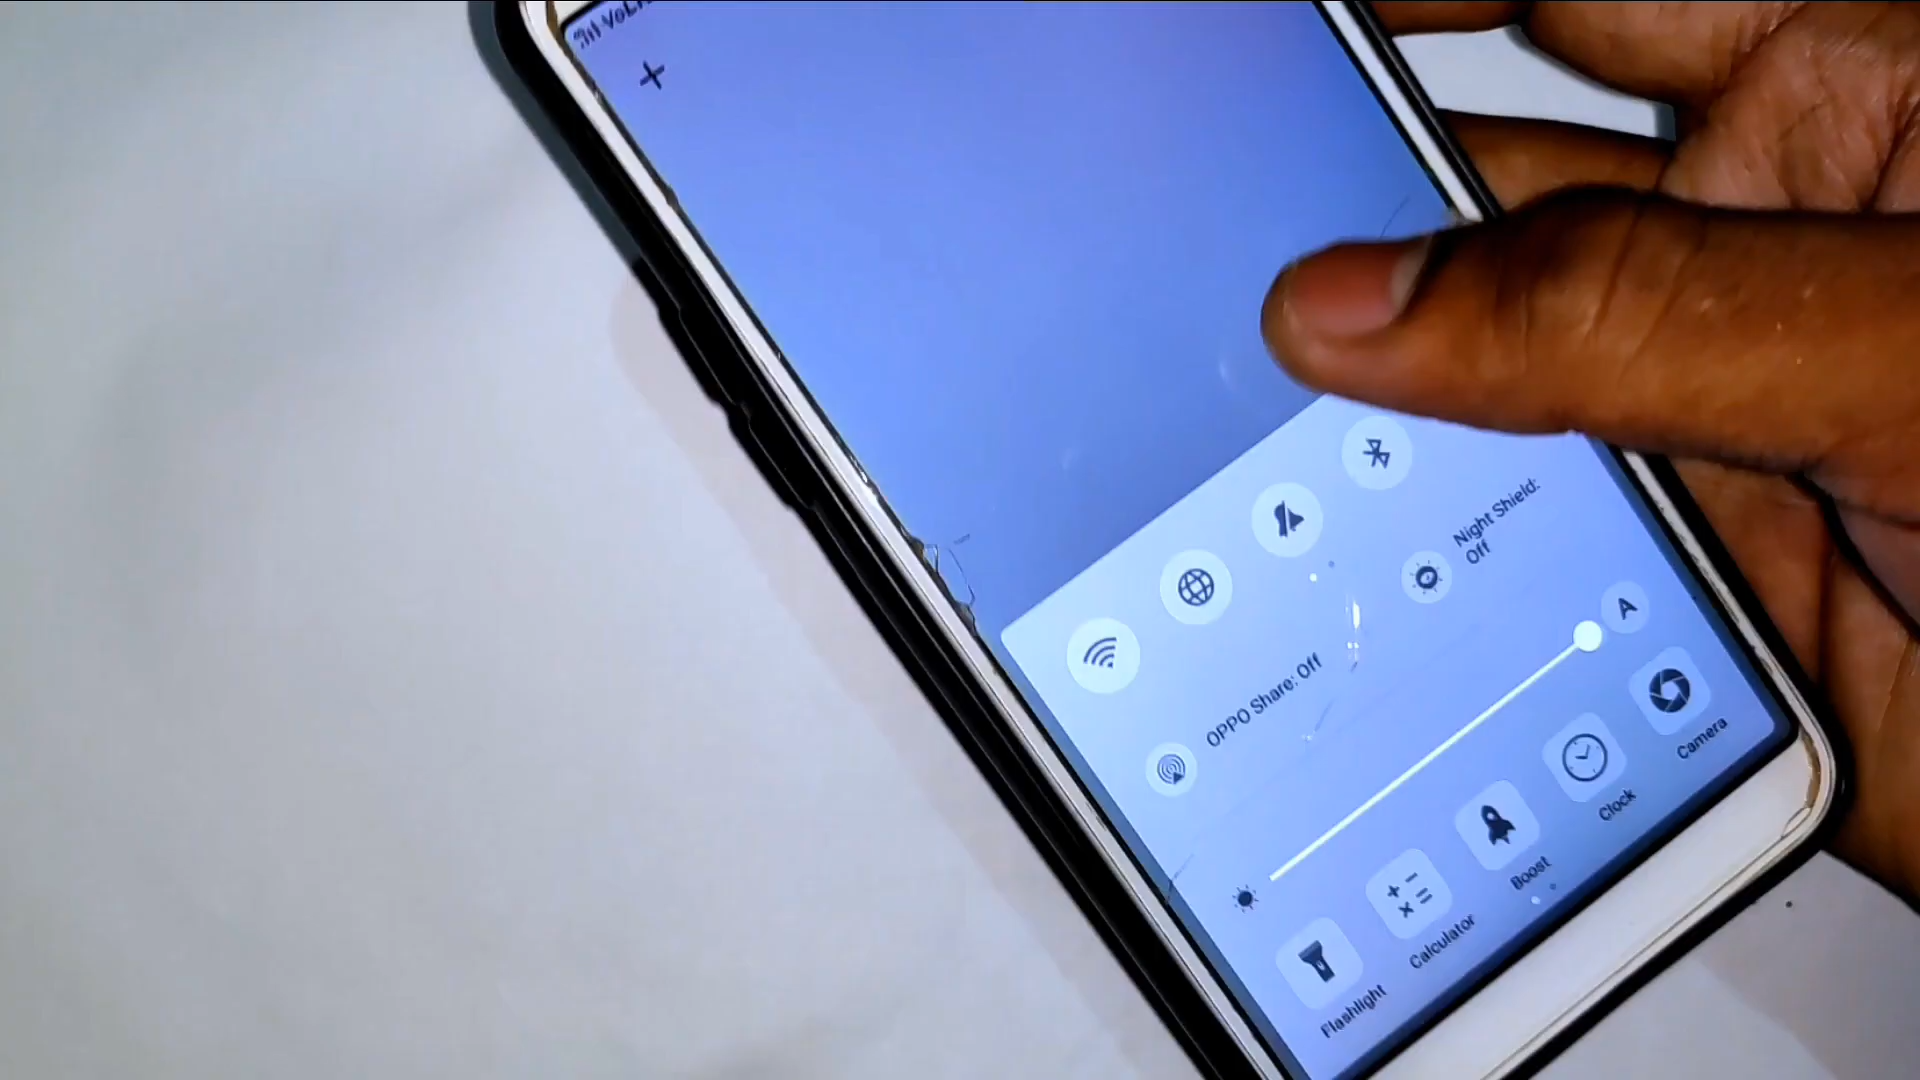 Night Shield:
Off
OPPO Share: Off
A
Flashlight
Calculator
Boost
Clock
Camera